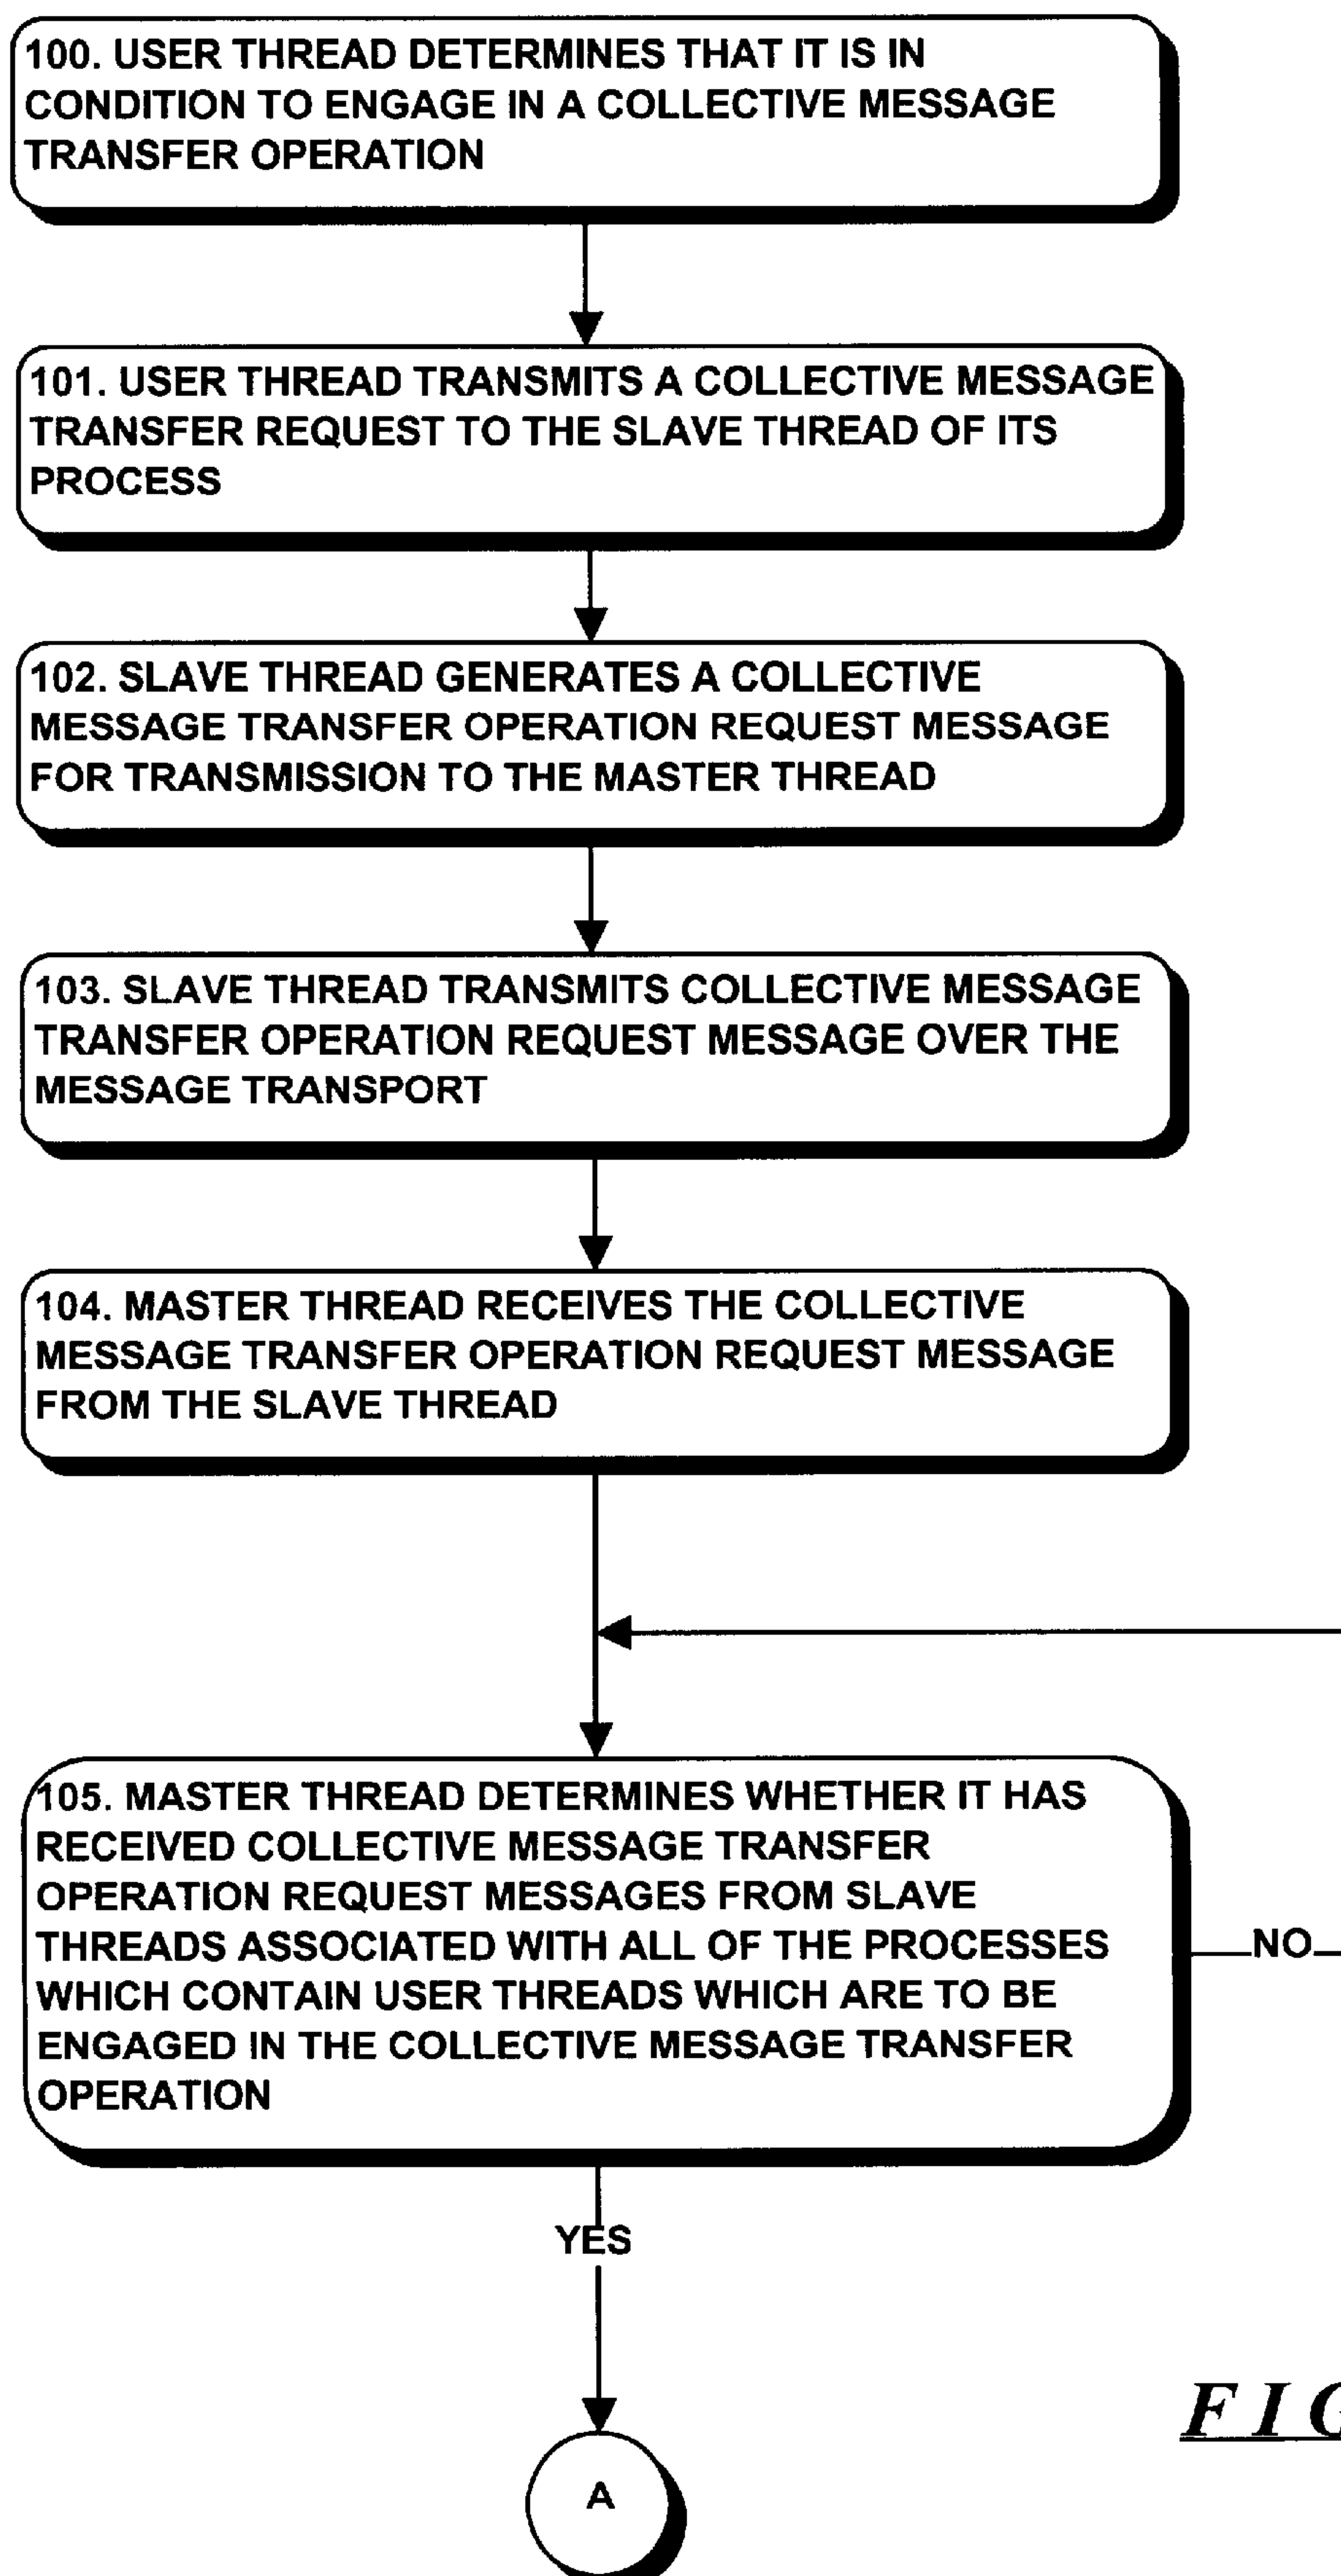 100. USER THREAD DETERMINES THAT IT IS IN
CONDITION TO ENGAGE IN A COLLECTIVE MESSAGE
TRANSFER OPERATION
101. USER THREAD TRANSMITS A COLLECTIVE MESSAGE
TRANSFER REQUEST TO THE SLAVE THREAD OF ITS
PROCESS
102. SLAVE THREAD GENERATES A COLLECTIVE
MESSAGE TRANSFER OPERATION REQUEST MESSAGE
FOR TRANSMISSION TO THE MASTER THREAD
103. SLAVE THREAD TRANSMITS COLLECTIVE MESSAGE
TRANSFER OPERATION REQUEST MESSAGE OVER THE
MESSAGE TRANSPORT
104. MASTER THREAD RECEIVES THE COLLECTIVE
MESSAGE TRANSFER OPERATION REQUEST MESSAGE
FROM THE SLAVE THREAD
105. MASTER THREAD DETERMINES WHETHER IT HAS
RECEIVED COLLECTIVE MESSAGE TRANSFER
OPERATION REQUEST MESSAGES FROM SLAVE
THREADS ASSOCIATED WITH ALL OF THE PROCESSES
WHICH CONTAIN USER THREADS WHICH ARE TO BE
ENGAGED IN THE COLLECTIVE MESSAGE TRANSFER
OPERATION
NO
YES
FIG
A